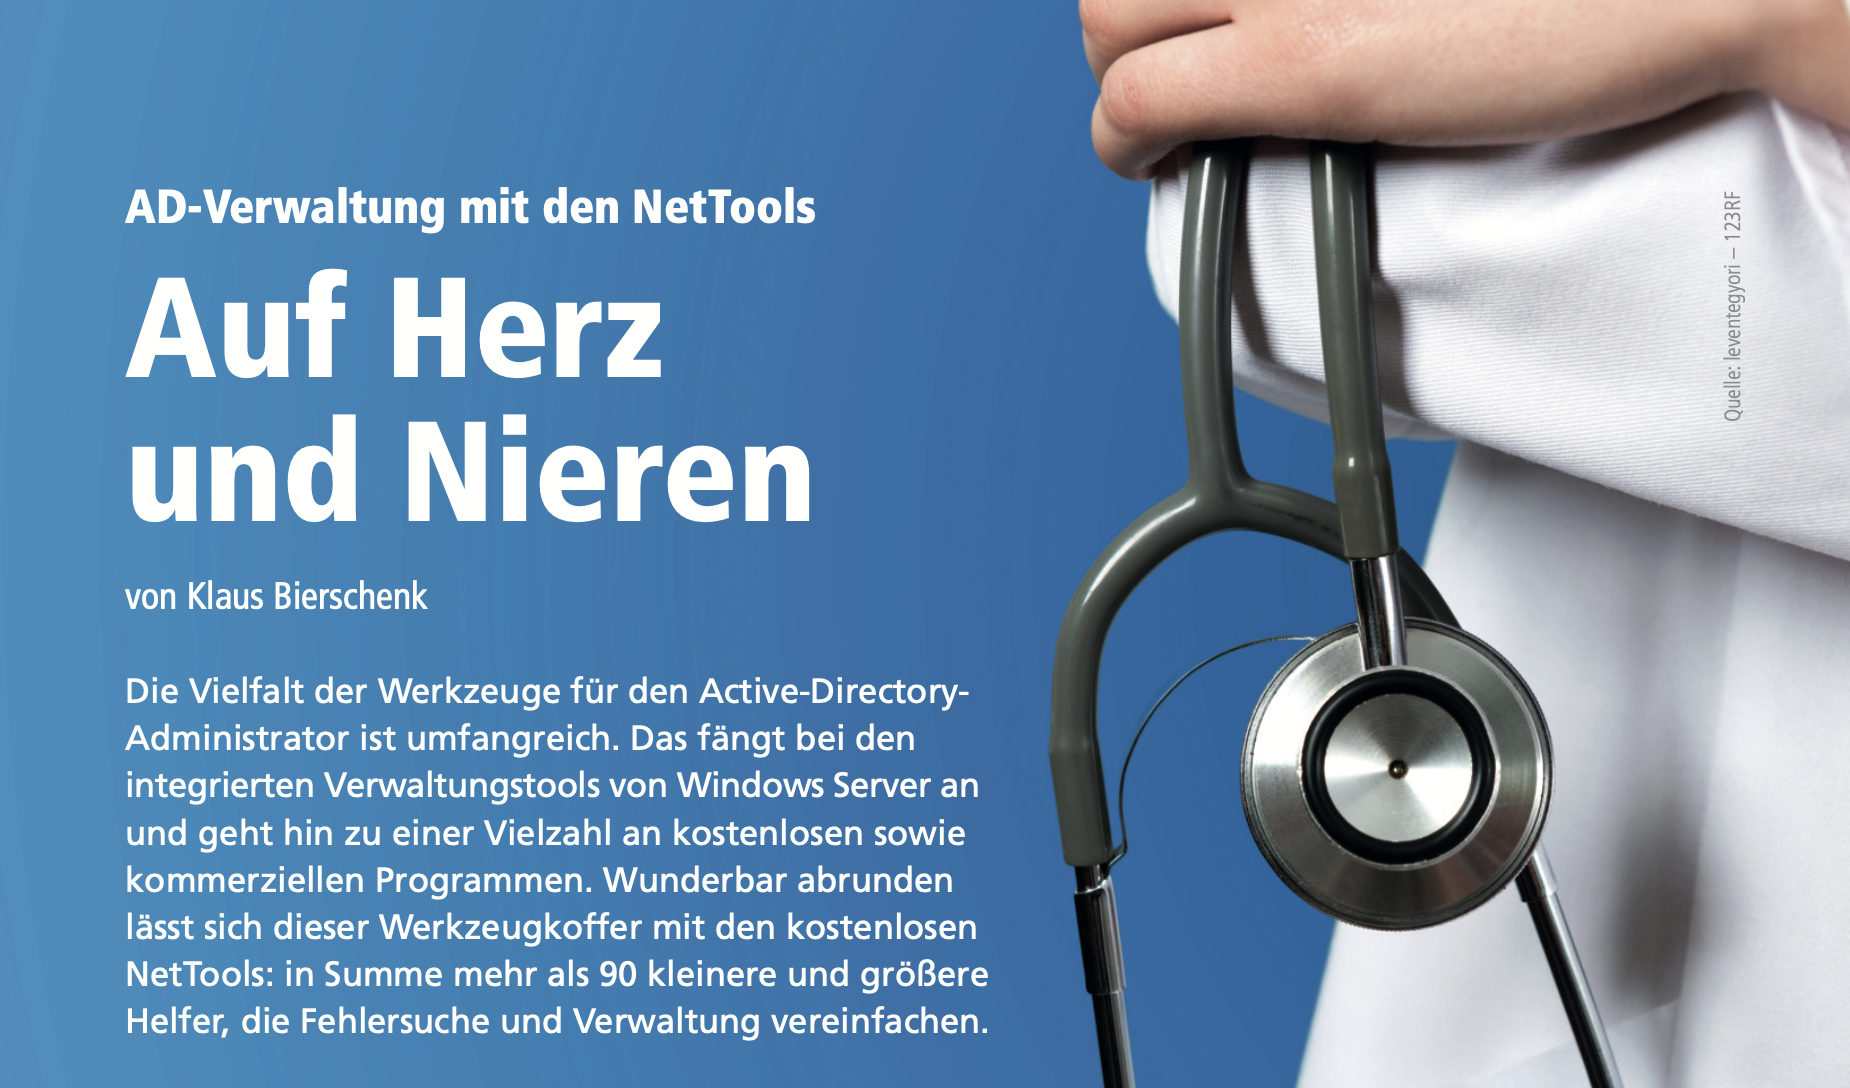 AD-Verwaltung mit den NetTools
Auf Herz
und Nieren
von Klaus Bierschenk
Die Vielfalt der Werkzeuge für den Active-Directory-
Administrator ist umfangreich. Das fängt bei den
integrierten Verwaltungstools von Windows Server an
und geht hin zu einer Vielzahl an kostenlosen sowie
kommerziellen Programmen. Wunderbar abrunden
lässt sich dieser Werkzeugkoffer mit den kostenlosen
NetTools: in Summe mehr als 90 kleinere und größere
Helfer, die Fehlersuche und Verwaltung vereinfachen.
Quelle: leventegyori – 123RF